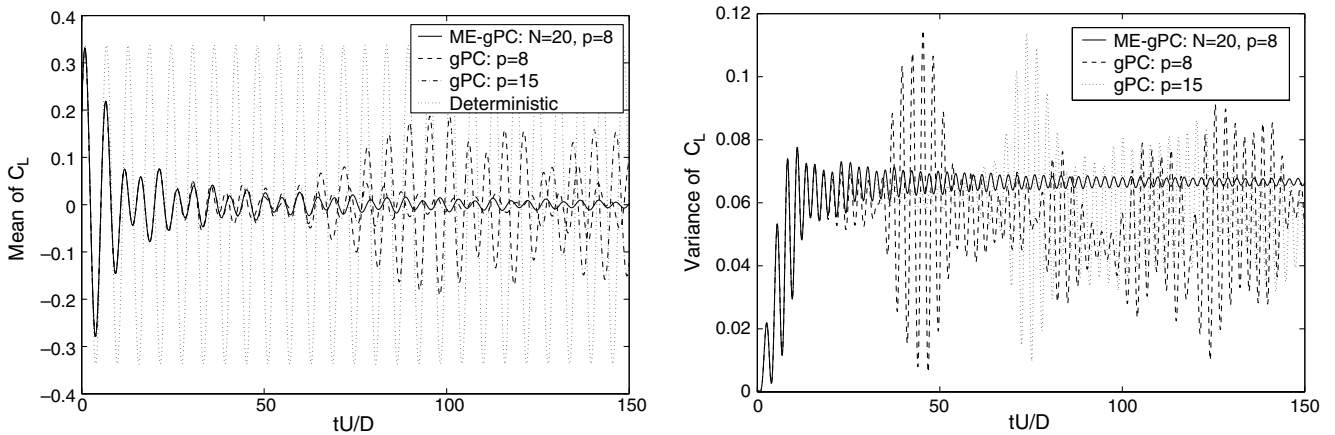 0.4
0.3
0.2
0.1
0
−0.1
−0.2
−0.3
−0.4
Mean of C_L
0
50
100
150
tU/D
ME-gPC: N=20, p=8
gPC: p=8
gPC: p=15
Deterministic
0.12
0.1
0.08
0.06
0.04
0.02
0
Variance of C_L
0
50
100
150
tU/D
ME-gPC: N=20, p=8
gPC: p=8
gPC: p=15